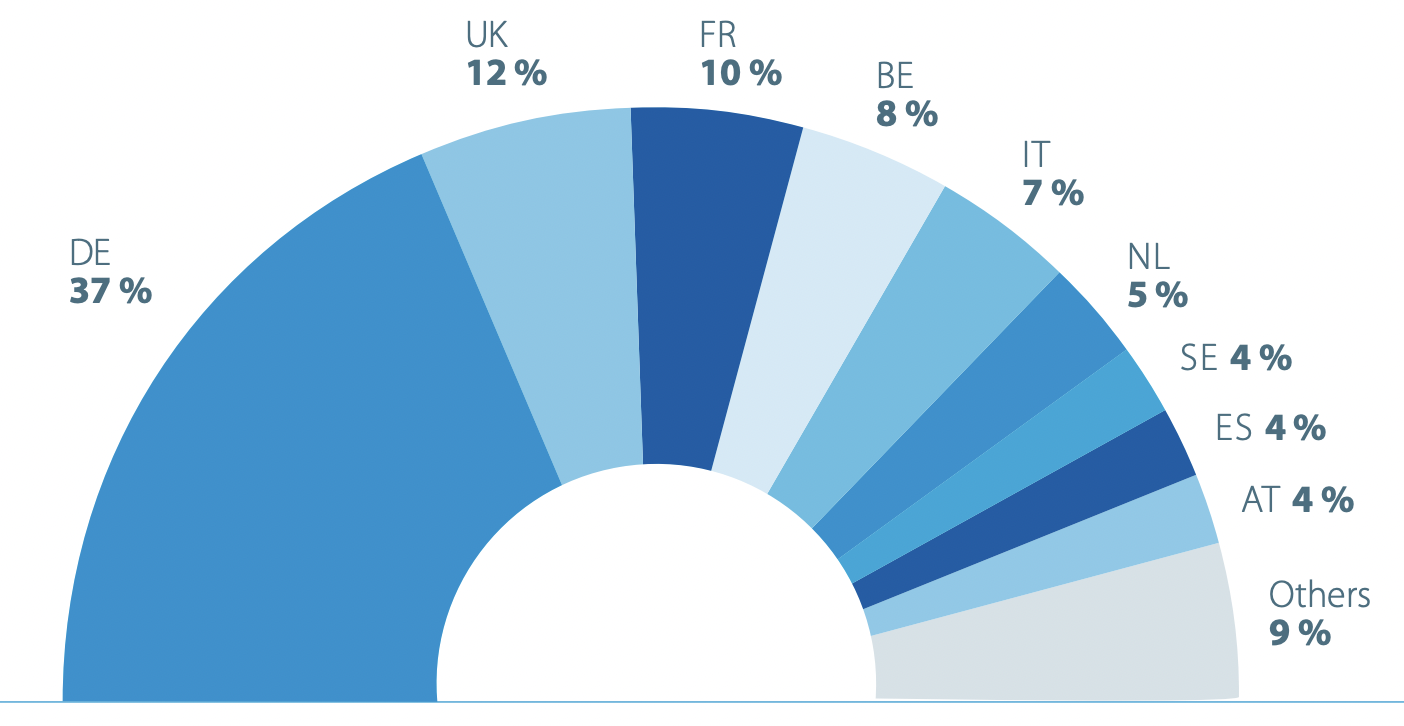 UK
12 %
FR
10 %
BE
8 %
IT
7 %
DE
37 %
NL
5 %
SE 4 %
ES 4 %
AT 4 %
Others
9 %